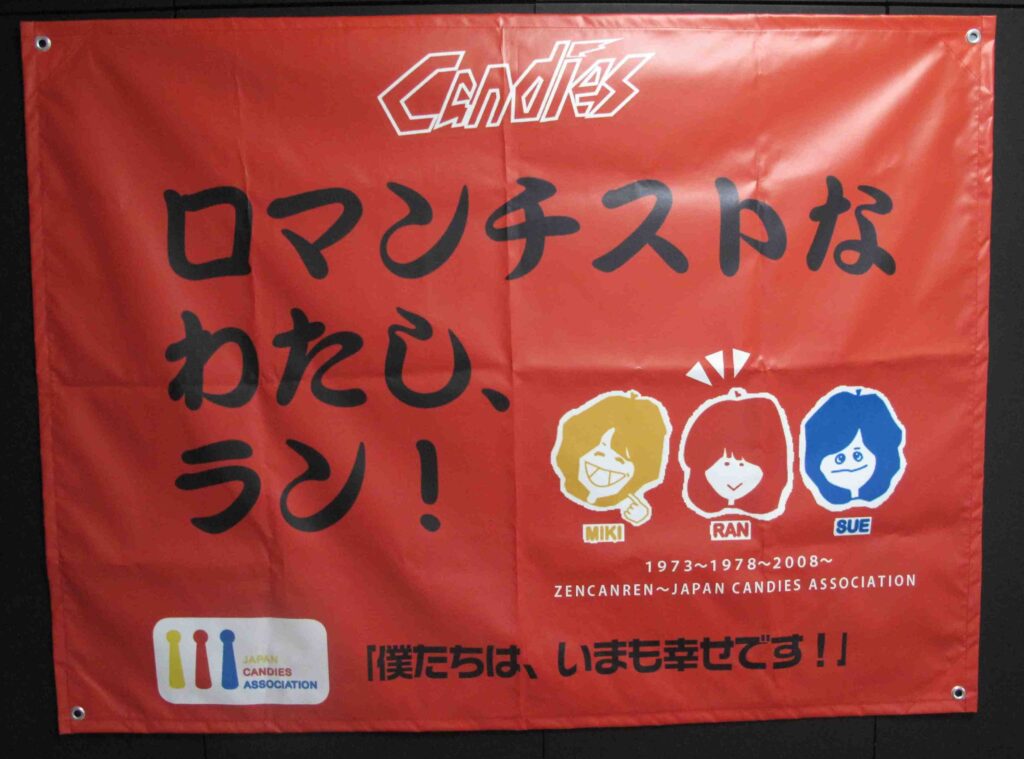 Candies
ロマンチストな
わたし、
ラン！
MIKI
RAN
SUE
1973～1978～2008～
ZENCANREN～JAPAN CANDIES ASSOCIATION
JAPAN
CANDIES
ASSOCIATION
「僕たちは、いまも幸せです！」